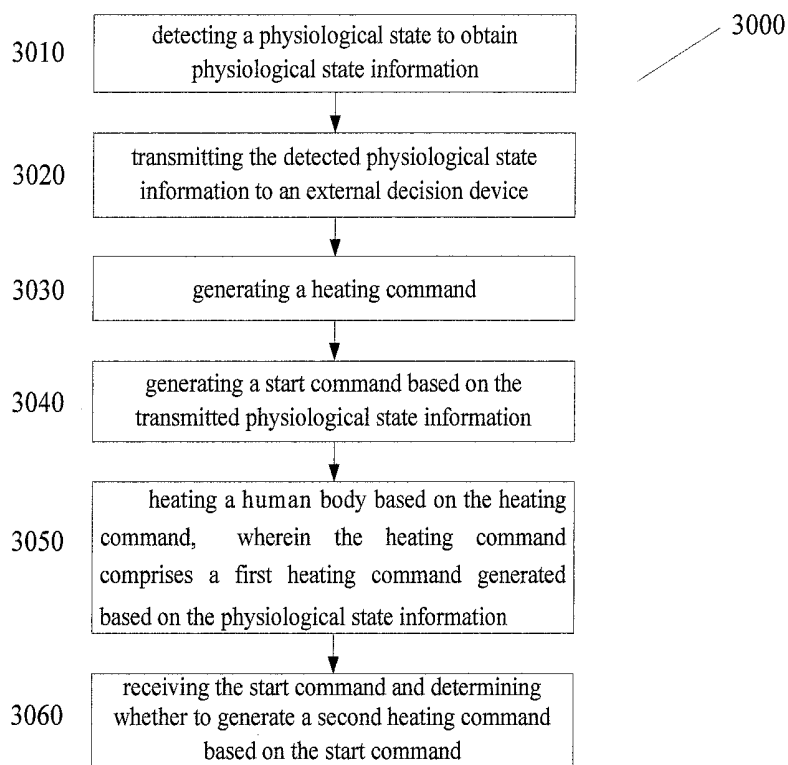 3000
3010
detecting a physiological state to obtain
physiological state information
3020
transmitting the detected physiological state
information to an external decision device
3030
generating a heating command
3040
generating a start command based on the
transmitted physiological state information
3050
heating a human body based on the heating
command, wherein the heating command
comprises a first heating command generated
based on the physiological state information
3060
receiving the start command and determining
whether to generate a second heating command
based on the start command